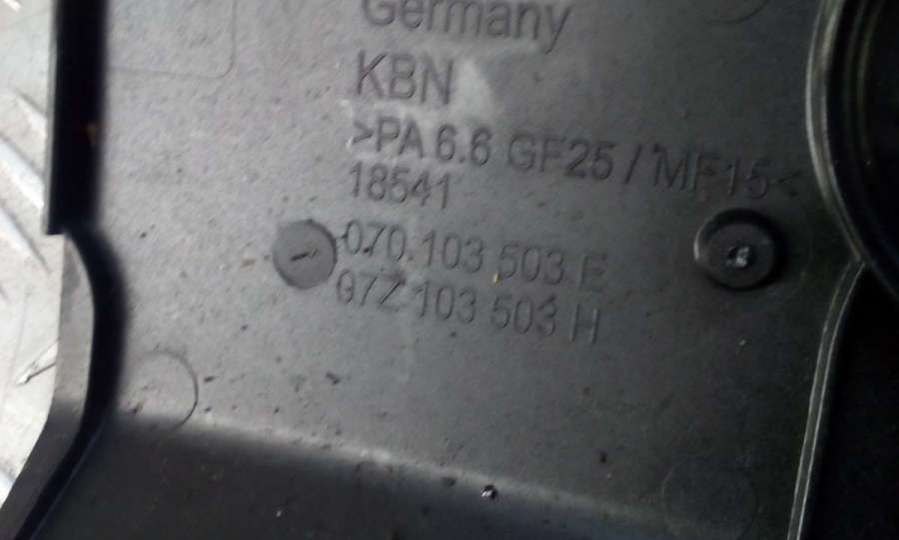 Germany
KBN
>PA 6.6 GF25 / MF15<
18541
070.103 503.E
07Z 103 503 H